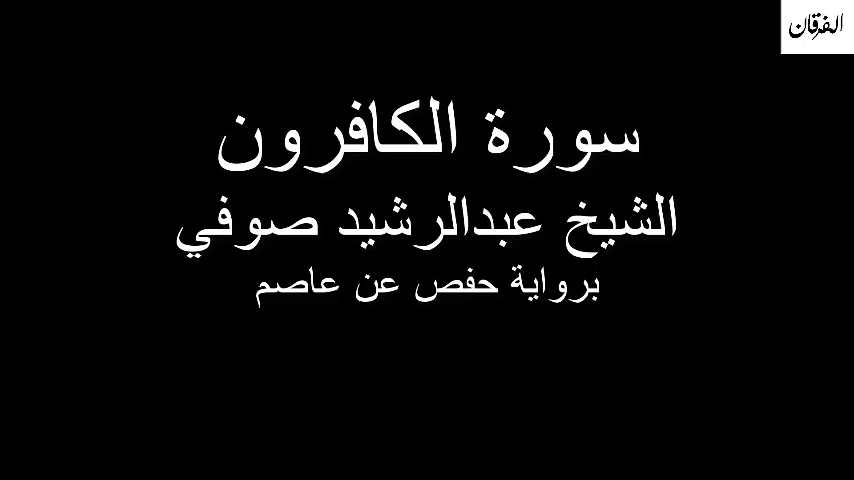 الفرقان
سورة الكافرون
الشيخ عبدالرشيد صوفي
برواية حفص عن عاصم